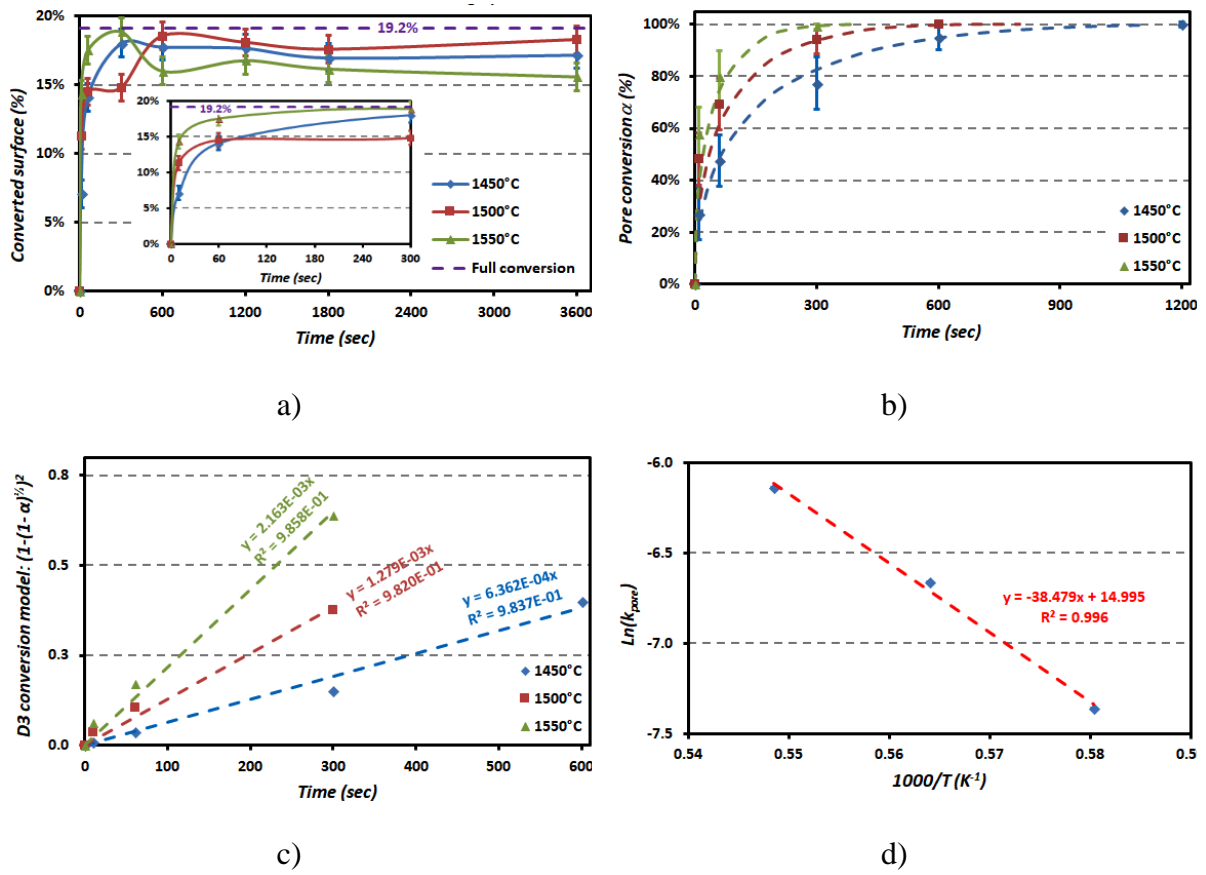 20%
19.2%
15%
10%
5%
0%
Converted surface (%)
20%
19.2%
15%
10%
5%
0%
0 60 120 180 240 300
Time (sec)
1450°C
1500°C
1550°C
Full conversion
0 600 1200 1800 2400 3000 3600
Time (sec)
a)
100%
80%
60%
40%
20%
0%
Pore conversion α (%)
1450°C
1500°C
1550°C
0 300 600 900 1200
Time (sec)
b)
0.8
0.5
0.3
0.0
D3 conversion model: (1-(1- α)⅓)²
y = 2.163E-03x
R² = 9.858E-01
y = 1.279E-03x
R² = 9.820E-01
y = 6.362E-04x
R² = 9.837E-01
1450°C
1500°C
1550°C
0 100 200 300 400 500 600
Time (sec)
c)
-6.0
-6.5
-7.0
-7.5
Ln(kpore)
y = -38.479x + 14.995
R² = 0.996
0.54 0.55 0.56 0.57 0.58 0.5
1000/T (K⁻¹)
d)